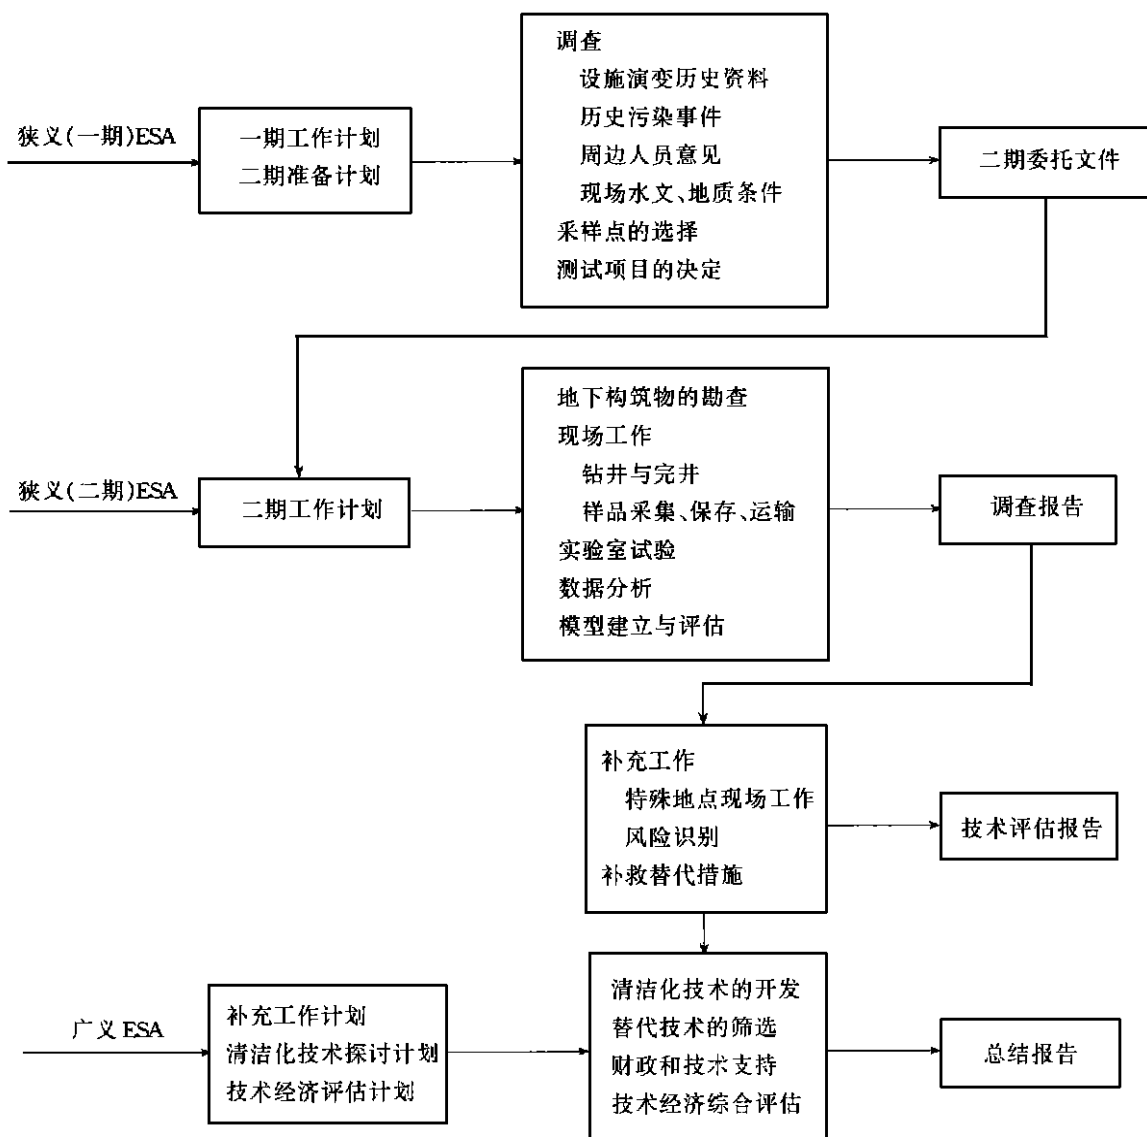 狭义(一期)ESA
一期工作计划
二期准备计划
调查
设施演变历史资料
历史污染事件
周边人员意见
现场水文、地质条件
采样点的选择
测试项目的决定
二期委托文件
狭义(二期)ESA
二期工作计划
地下构筑物的勘查
现场工作
钻井与完井
样品采集、保存、运输
实验室试验
数据分析
模型建立与评估
调查报告
补充工作
特殊地点现场工作
风险识别
补救替代措施
技术评估报告
广义 ESA
补充工作计划
清洁化技术探讨计划
技术经济评估计划
清洁化技术的开发
替代技术的筛选
财政和技术支持
技术经济综合评估
总结报告